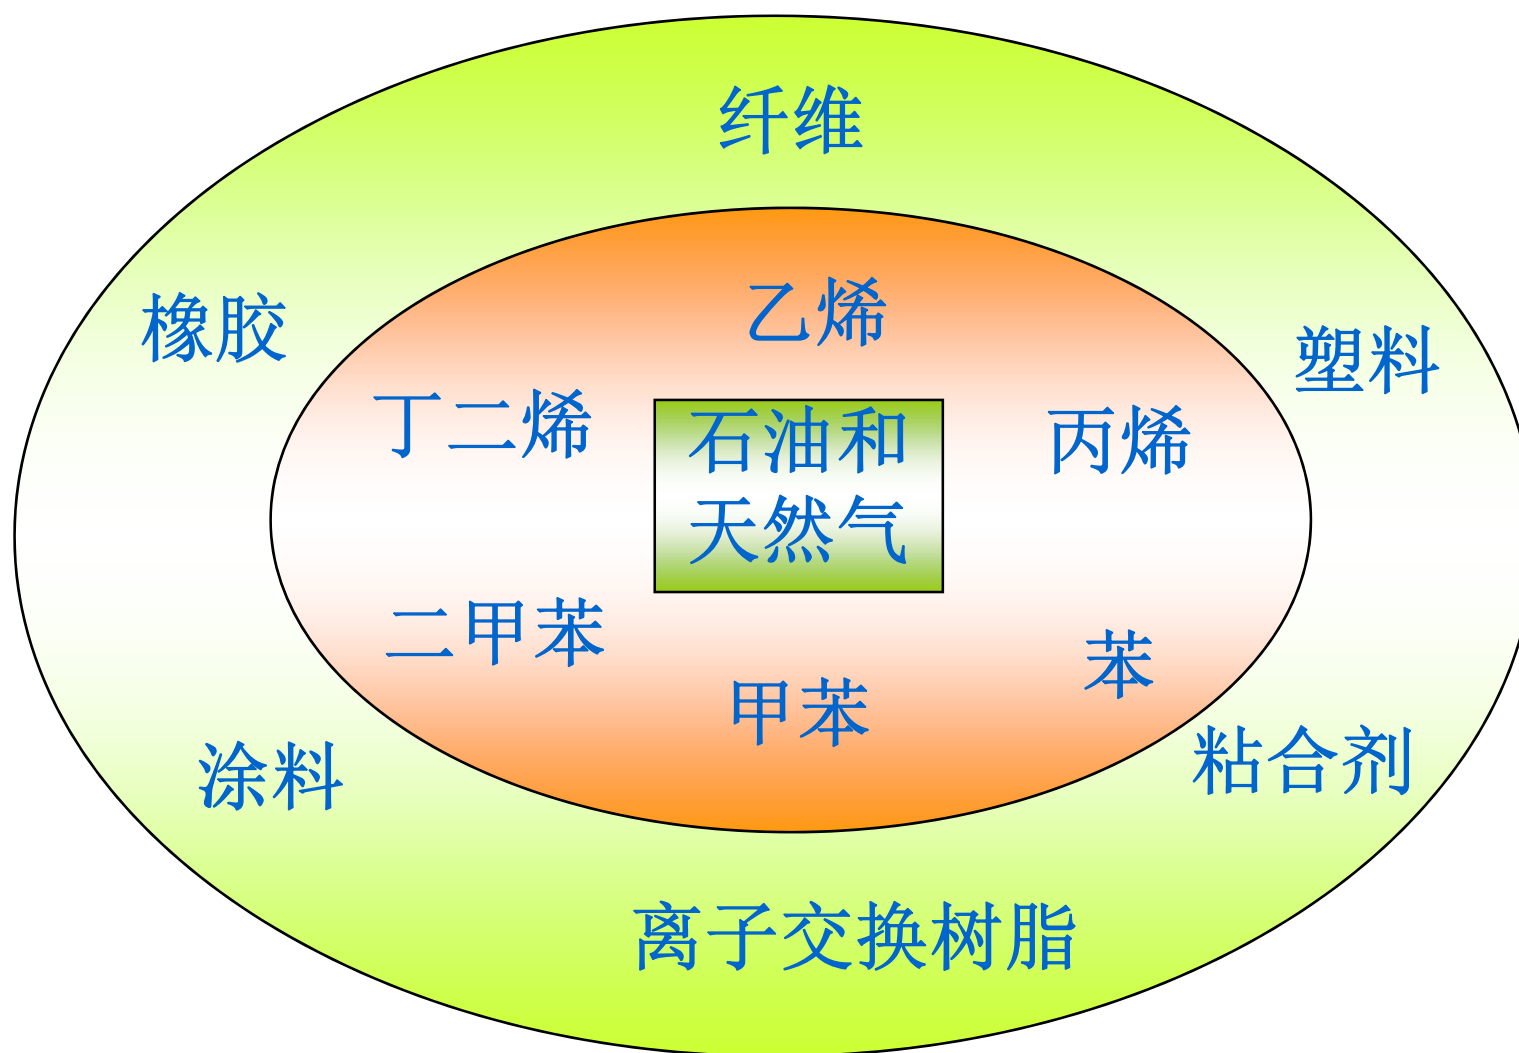 纤维
乙烯
橡胶
塑料
丁二烯
石油和
天然气
丙烯
二甲苯
苯
甲苯
涂料
粘合剂
离子交换树脂